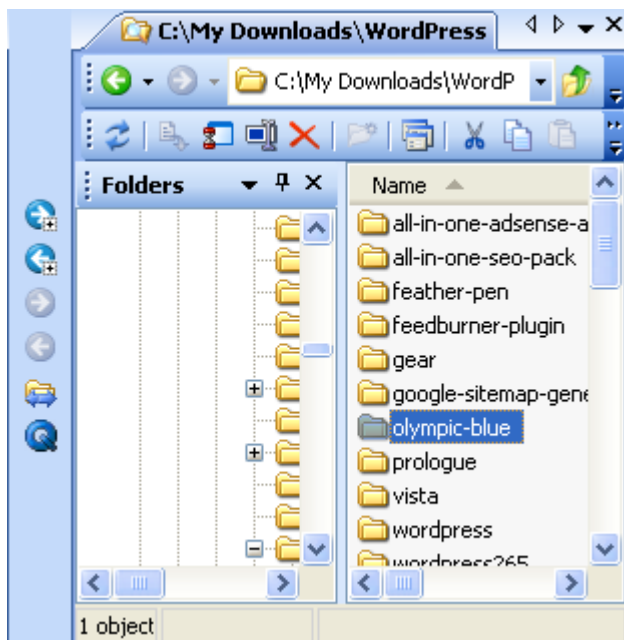 C:\My Downloads\WordPress
C:\My Downloads\WordP
Folders
Name
all-in-one-adsense-a
all-in-one-seo-pack
feather-pen
feedburner-plugin
gear
google-sitemap-gene
olympic-blue
prologue
vista
wordpress
wordpress265
1 object